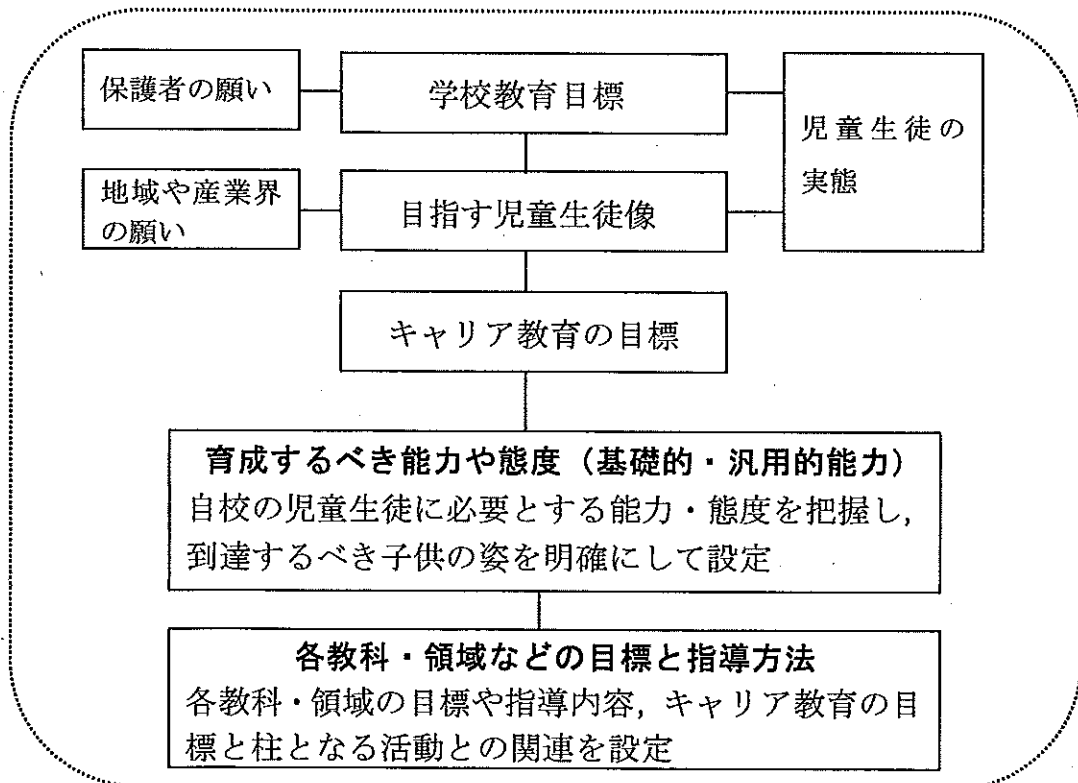 保護者の願い
学校教育目標
児童生徒の
実態
地域や産業界
の願い
目指す児童生徒像
キャリア教育の目標
育成するべき能力や態度（基礎的・汎用的能力）
自校の児童生徒に必要とする能力・態度を把握し，
到達するべき子供の姿を明確にして設定
各教科・領域などの目標と指導方法
各教科・領域の目標や指導内容，キャリア教育の目
標と柱となる活動との関連を設定